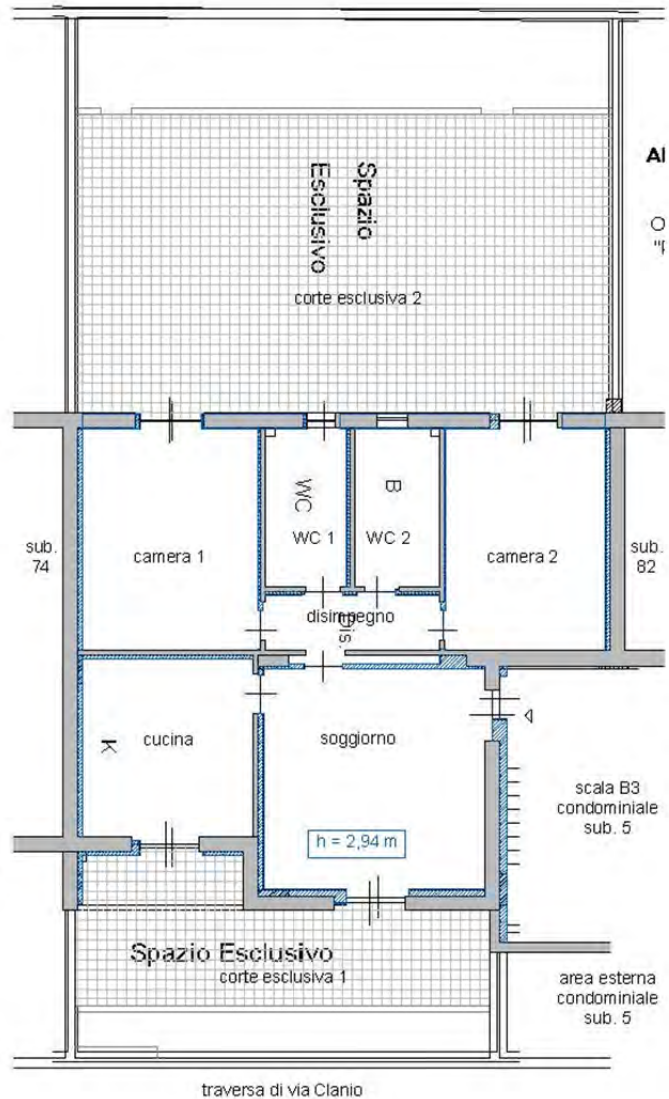 Spazio
Esclusivo
corte esclusiva 2
Al
sub.
74
camera 1
WC
WC 1
B
WC 2
camera 2
sub.
82
disimpegno
Dis.
K
cucina
soggiorno
h = 2,94 m
scala B3
condominiale
sub. 5
Spazio Esclusivo
corte esclusiva 1
area esterna
condominiale
sub. 5
traversa di via Clanio